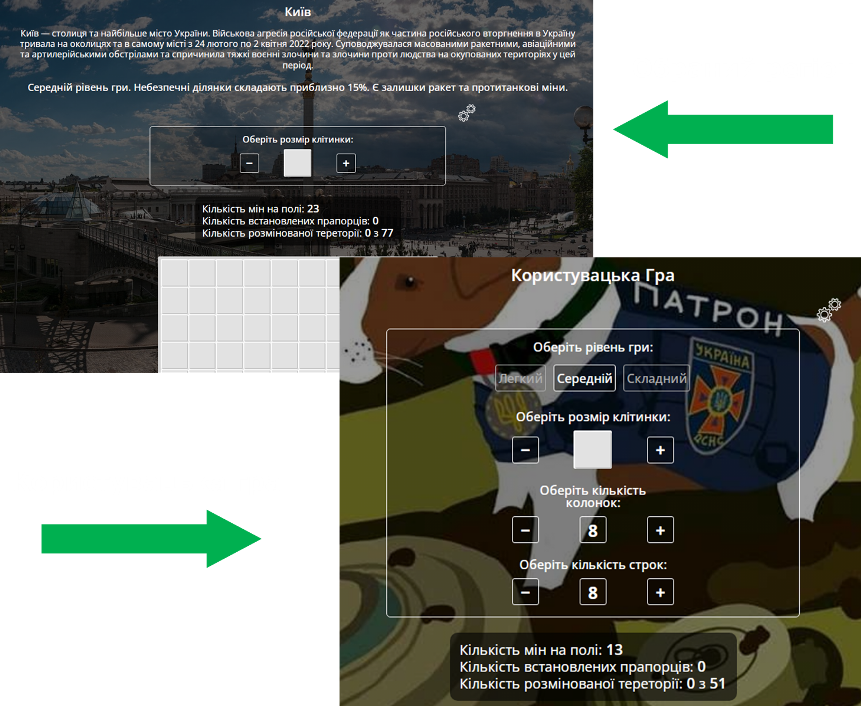 Київ
Київ — столиця та найбільше місто України. Військова агресія російської федерації як частина російського вторгнення в Україну
тривала на околицях та в самому місті з 24 лютого по 2 квітня 2022 року. Суповоджувалася масованими ракетними, авіаційними
та артилерійськими обстрілами та спричинила тяжкі воєнні злочини та злочини проти людства на окупованих територіях у цей
період.
Середній рівень гри. Небезпечні ділянки складають приблизно 15%. Є залишки ракет та протитанкові міни.
Оберіть розмір клітинки:
− +
Кількість мін на полі: 23
Кількість встановлених прапорців: 0
Кількість розмінованої территорії: 0 з 77
Користувацька Гра
ПАТРОН
Оберіть рівень гри:
УКРАЇНА
Легкий Середній Складний
ДСНС
Оберіть розмір клітинки:
− +
Оберіть кількість
колонок:
− 8 +
Оберіть кількість строк:
− 8 +
Кількість мін на полі: 13
Кількість встановлених прапорців: 0
Кількість розмінованої тереторії: 0 з 51